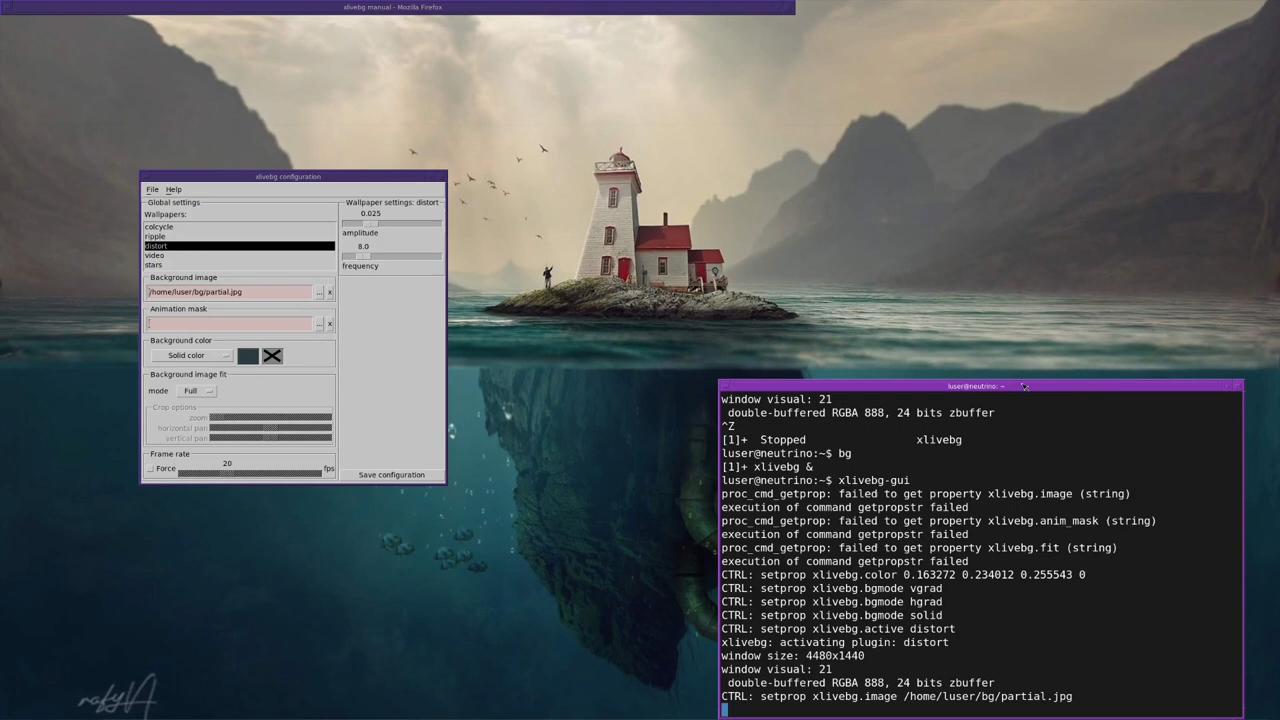 xlivebg manual - Mozilla Firefox
xlivebg configuration
File Help
Global settings
Wallpapers:
colcycle
ripple
distort
video
stars
Background image
/home/luser/bg/partial.jpg
... x
Animation mask
... x
Background color
Solid color
Background image fit
mode Full
Crop options
zoom
horizontal pan
vertical pan
Frame rate
20
Force fps
Wallpaper settings: distort
0.025
amplitude
8.0
frequency
Save configuration
luser@neutrino: ~
window visual: 21
double-buffered RGBA 888, 24 bits zbuffer
^Z
[1]+ Stopped xlivebg
luser@neutrino:~$ bg
[1]+ xlivebg &
luser@neutrino:~$ xlivebg-gui
proc_cmd_getprop: failed to get property xlivebg.image (string)
execution of command getpropstr failed
proc_cmd_getprop: failed to get property xlivebg.anim_mask (string)
execution of command getpropstr failed
proc_cmd_getprop: failed to get property xlivebg.fit (string)
execution of command getpropstr failed
CTRL: setprop xlivebg.color 0.163272 0.234012 0.255543 0
CTRL: setprop xlivebg.bgmode vgrad
CTRL: setprop xlivebg.bgmode hgrad
CTRL: setprop xlivebg.bgmode solid
CTRL: setprop xlivebg.active distort
xlivebg: activating plugin: distort
window size: 4480x1440
window visual: 21
double-buffered RGBA 888, 24 bits zbuffer
CTRL: setprop xlivebg.image /home/luser/bg/partial.jpg